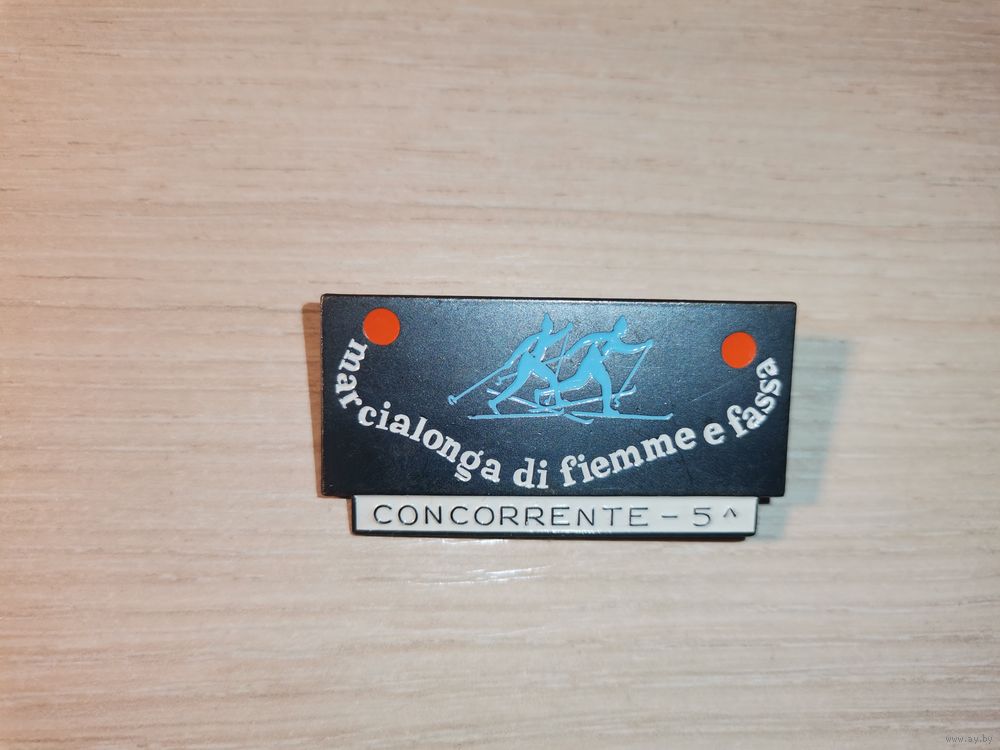 marcialonga di fiemme e fassa
CONCORRENTE - 5^
www.ay.by